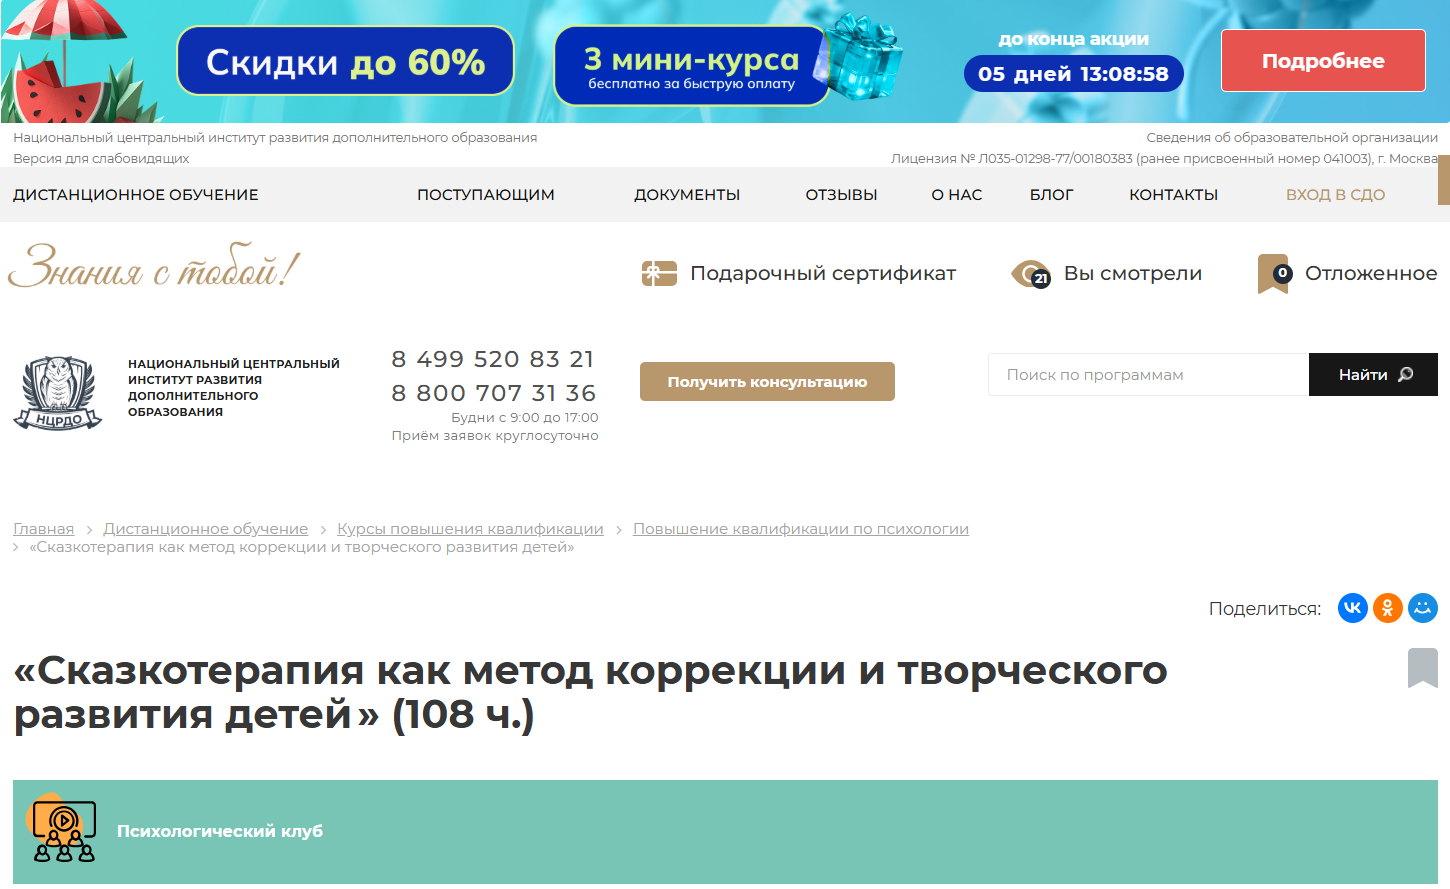 Скидки до 60%
3 мини-курса
бесплатно за быструю оплату
до конца акции
05 дней 13:08:58
Подробнее
Национальный центральный институт развития дополнительного образования
Сведения об образовательной организации
Версия для слабовидящих
Лицензия № Л035-01298-77/00180383 (ранее присвоенный номер 041003), г. Москва
ДИСТАНЦИОННОЕ ОБУЧЕНИЕ ПОСТУПАЮЩИМ ДОКУМЕНТЫ ОТЗЫВЫ О НАС БЛОГ КОНТАКТЫ ВХОД В СДО
Знания с тобой!
Подарочный сертификат
21 Вы смотрели
0 Отложенное
НЦРДО
НАЦИОНАЛЬНЫЙ ЦЕНТРАЛЬНЫЙ
ИНСТИТУТ РАЗВИТИЯ
ДОПОЛНИТЕЛЬНОГО
ОБРАЗОВАНИЯ
8 499 520 83 21
8 800 707 31 36
Будни с 9:00 до 17:00
Приём заявок круглосуточно
Получить консультацию
Поиск по программам
Найти
Главная > Дистанционное обучение > Курсы повышения квалификации > Повышение квалификации по психологии
> «Сказкотерапия как метод коррекции и творческого развития детей»
Поделиться:
«Сказкотерапия как метод коррекции и творческого
развития детей» (108 ч.)
Психологический клуб